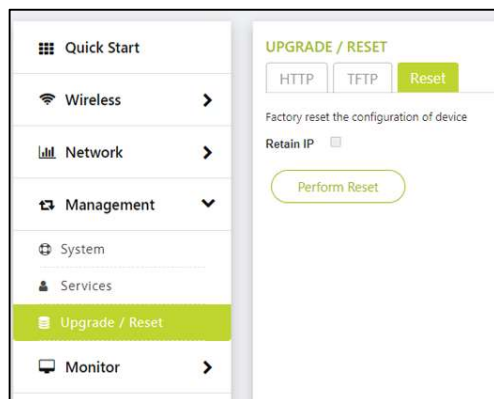 Quick Start
Wireless
Network
Management
System
Services
Upgrade / Reset
Monitor
UPGRADE / RESET
HTTP TFTP Reset
Factory reset the configuration of device
Retain IP
Perform Reset